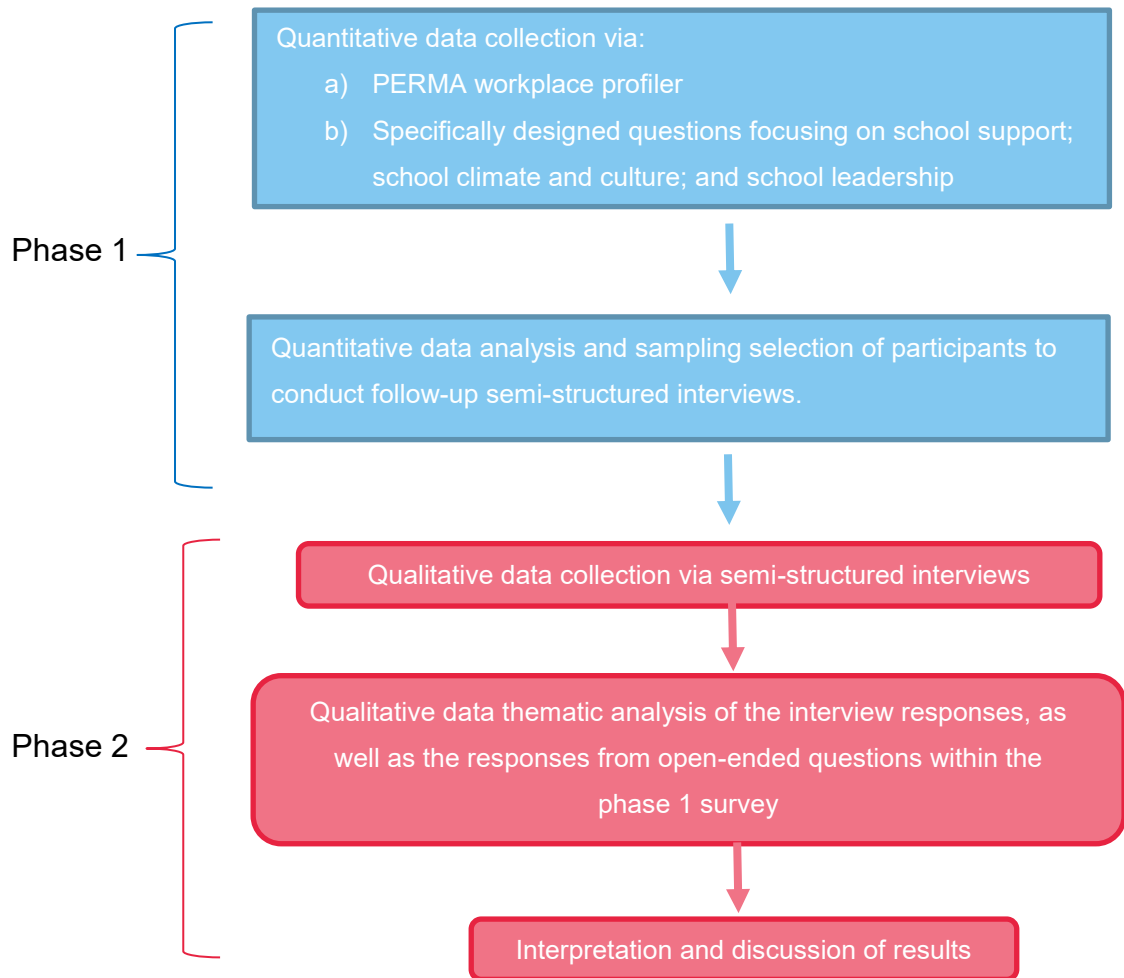 Quantitative data collection via:
a) PERMA workplace profiler
b) Specifically designed questions focusing on school support;
school climate and culture; and school leadership
Phase 1
Quantitative data analysis and sampling selection of participants to
conduct follow-up semi-structured interviews.
Qualitative data collection via semi-structured interviews
Qualitative data thematic analysis of the interview responses, as
well as the responses from open-ended questions within the
phase 1 survey
Phase 2
Interpretation and discussion of results